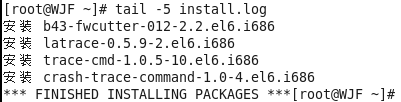 [root@WJF ~]# tail -5 install.log
安装 b43-fwcutter-012-2.2.el6.i686
安装 latrace-0.5.9-2.el6.i686
安装 trace-cmd-1.0.5-10.el6.i686
安装 crash-trace-command-1.0-4.el6.i686
*** FINISHED INSTALLING PACKAGES ***[root@WJF ~]#